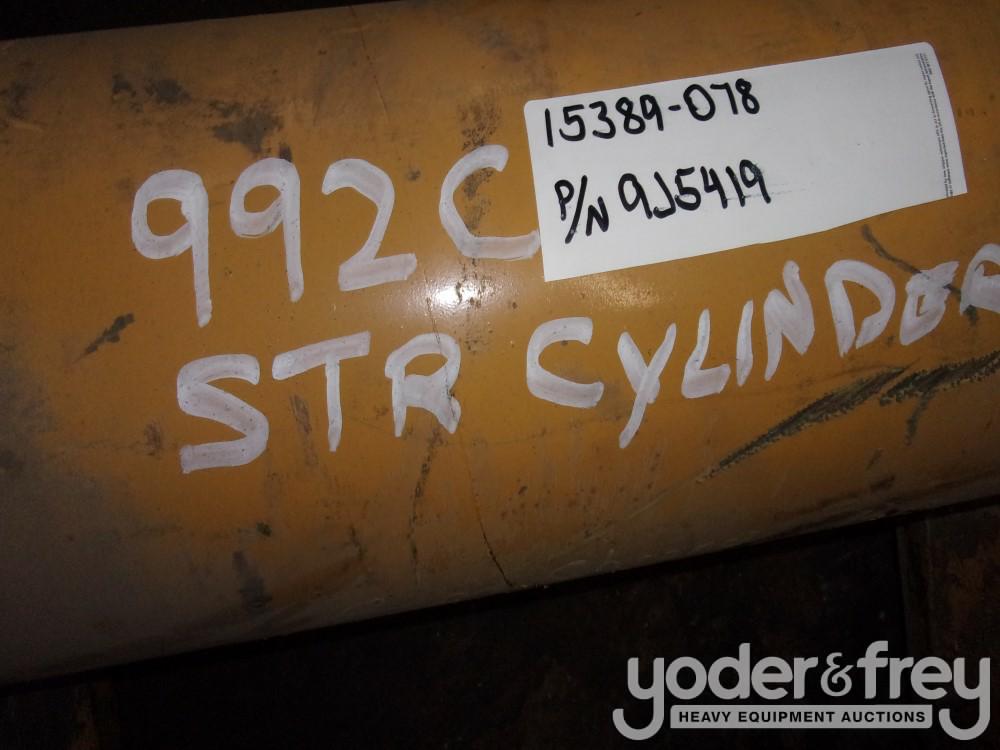 15389-078
P/N 9J5419
992C
STR CYLINDER
yoder&frey
HEAVY EQUIPMENT AUCTIONS